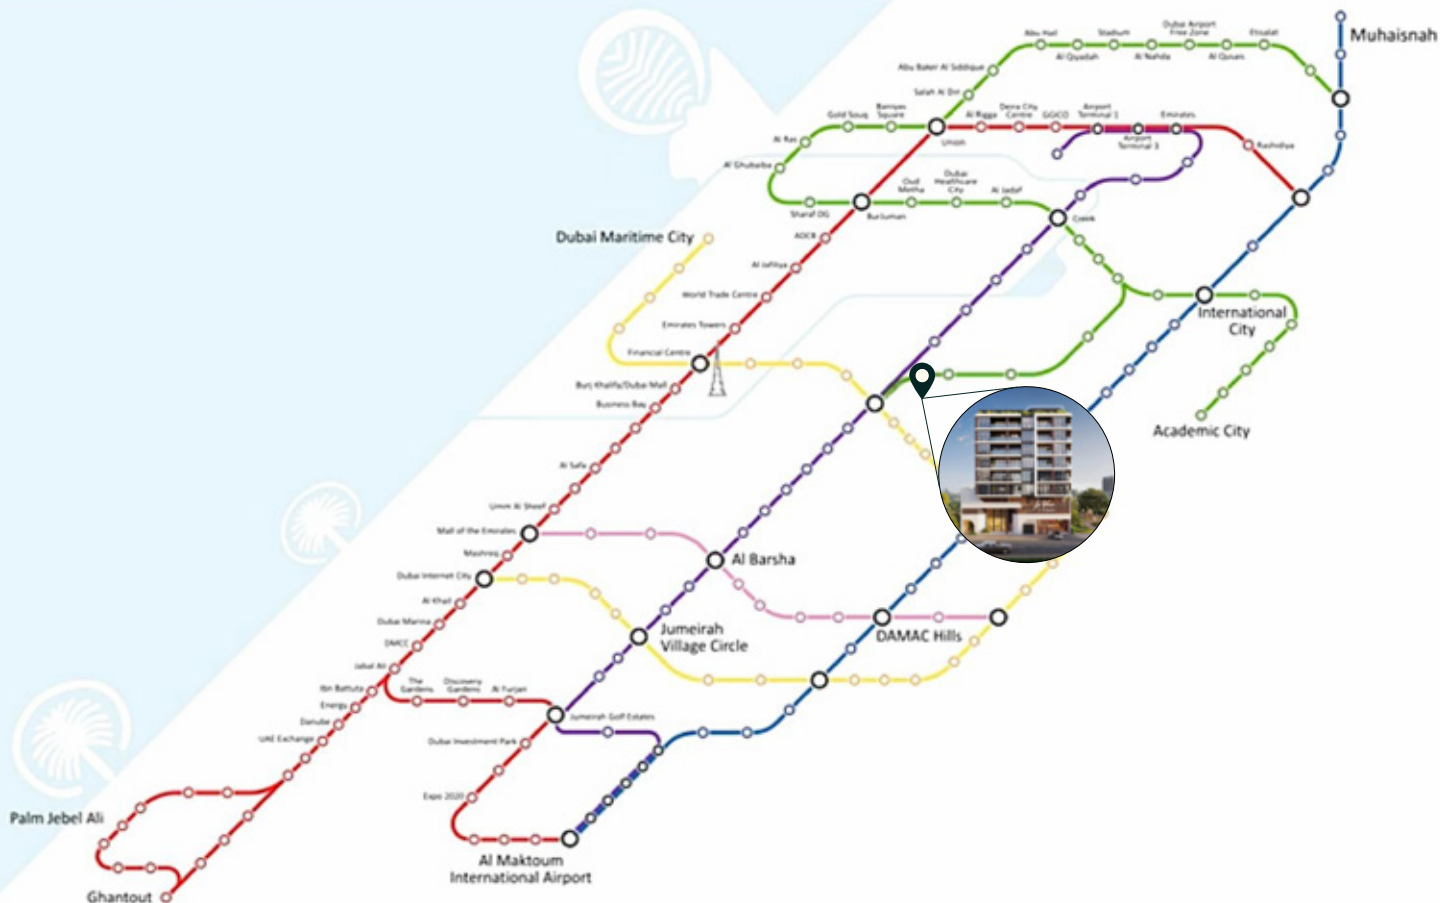 Muhaisnah
Abu Hail
Stadium
Dubai Airport
Free Zone
Etisalat
Al Qiyadah
Al Nahda
Al Qusais
Abu Baker Al Siddique
Salah Al Din
Gold Souq
Baniyas
Square
Union
Al Rigga
Deira City
Centre
GGICO
Airport
Terminal 1
Airport
Terminal 3
Emirates
Rashidiya
Al Ras
Al Ghubaiba
Sharaf DG
BurJuman
Oud
Metha
Dubai
Healthcare
City
Al Jadaf
Creek
ADCB
Al Jafiliya
World Trade Centre
Emirates Towers
Dubai Maritime City
Financial Centre
Burj Khalifa/Dubai Mall
Business Bay
International
City
Academic City
Al Safa
Umm Al Sheef
Mall of the Emirates
Mashreq
Dubai Internet City
Al Khail
Dubai Marina
DMCC
Jabal Ali
Al Barsha
Jumeirah
Village Circle
DAMAC Hills
Ibn Battuta
Energy
Danube
UAE Exchange
The
Gardens
Discovery
Gardens
Al Furjan
Jumeirah Golf Estates
Dubai Investment Park
Expo 2020
Al Maktoum
International Airport
Palm Jebel Ali
Ghantout